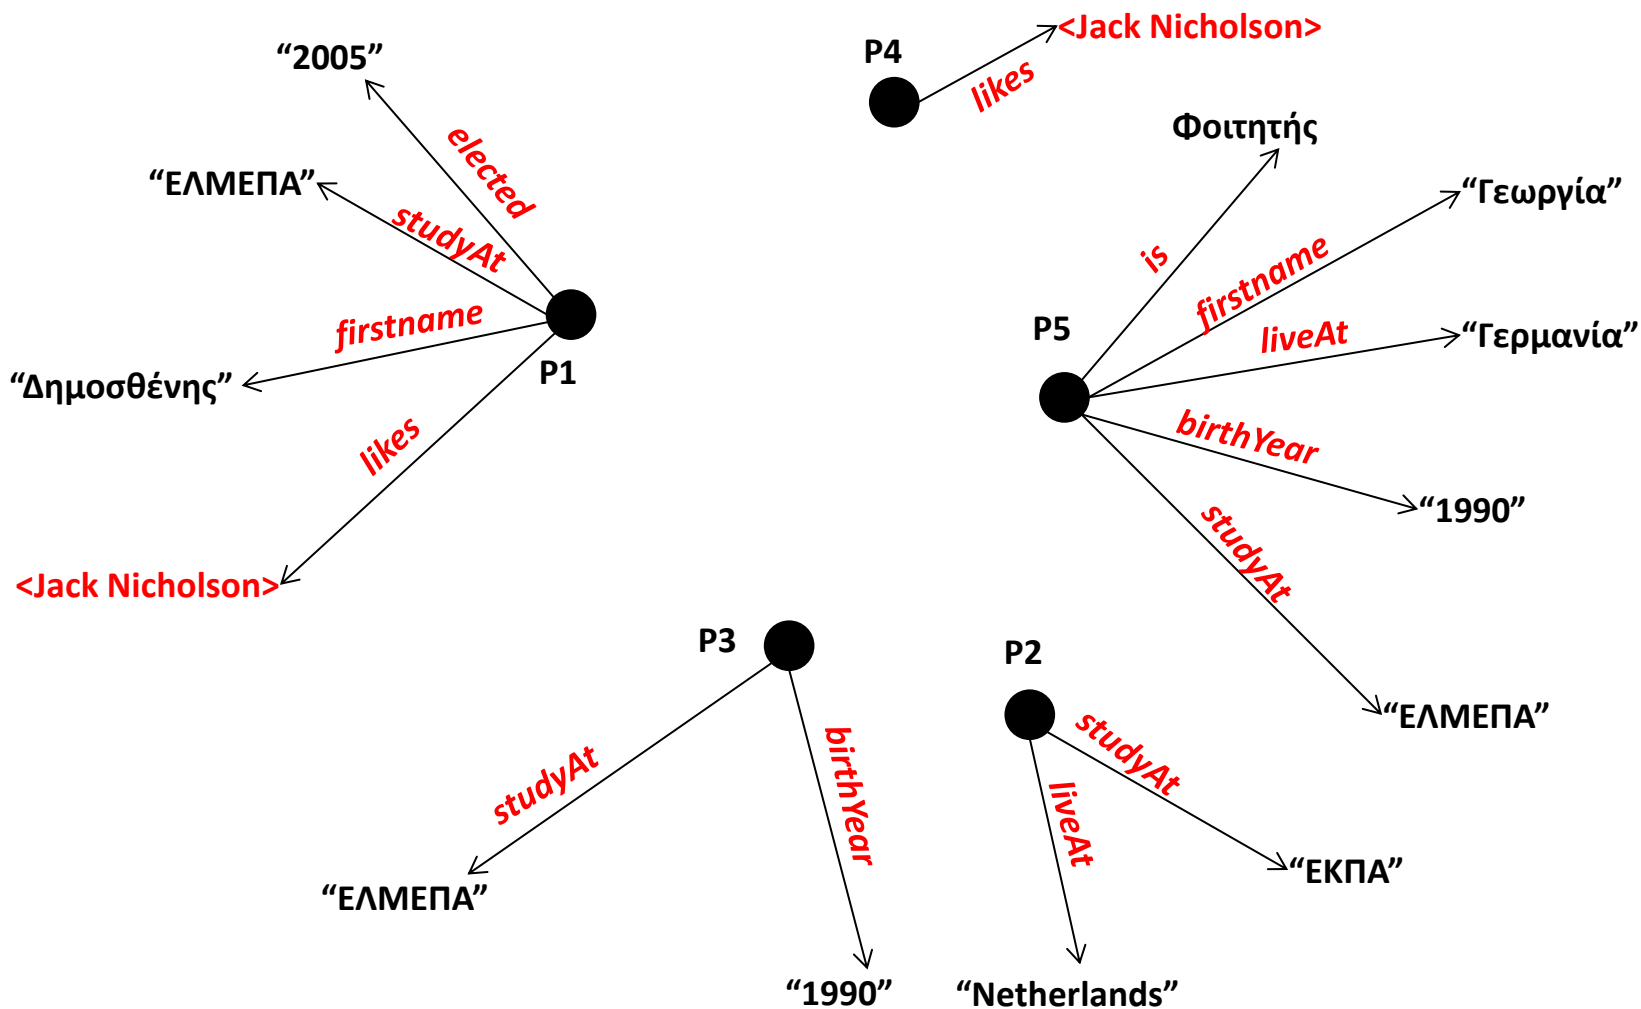 <Jack Nicholson>
P4
likes
“2005”
elected
“ΕΛΜΕΠΑ”
studyAt
firstname
“Δημοσθένης”
P1
likes
<Jack Nicholson>
Φοιτητής
is
“Γεωργία”
firstname
P5
liveAt
“Γερμανία”
birthYear
“1990”
studyAt
“ΕΛΜΕΠΑ”
P3
studyAt
“ΕΛΜΕΠΑ”
birthYear
“1990”
P2
studyAt
“ΕΚΠΑ”
liveAt
“Netherlands”